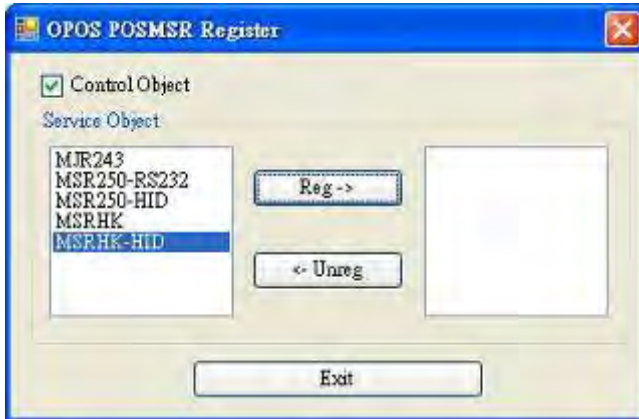 OPOS POSMSR Register
Control Object
Service Object
MJR243
MSR250-RS232
MSR250-HID
MSRHK
MSRHK-HID
Reg ->
<- Unreg
Exit